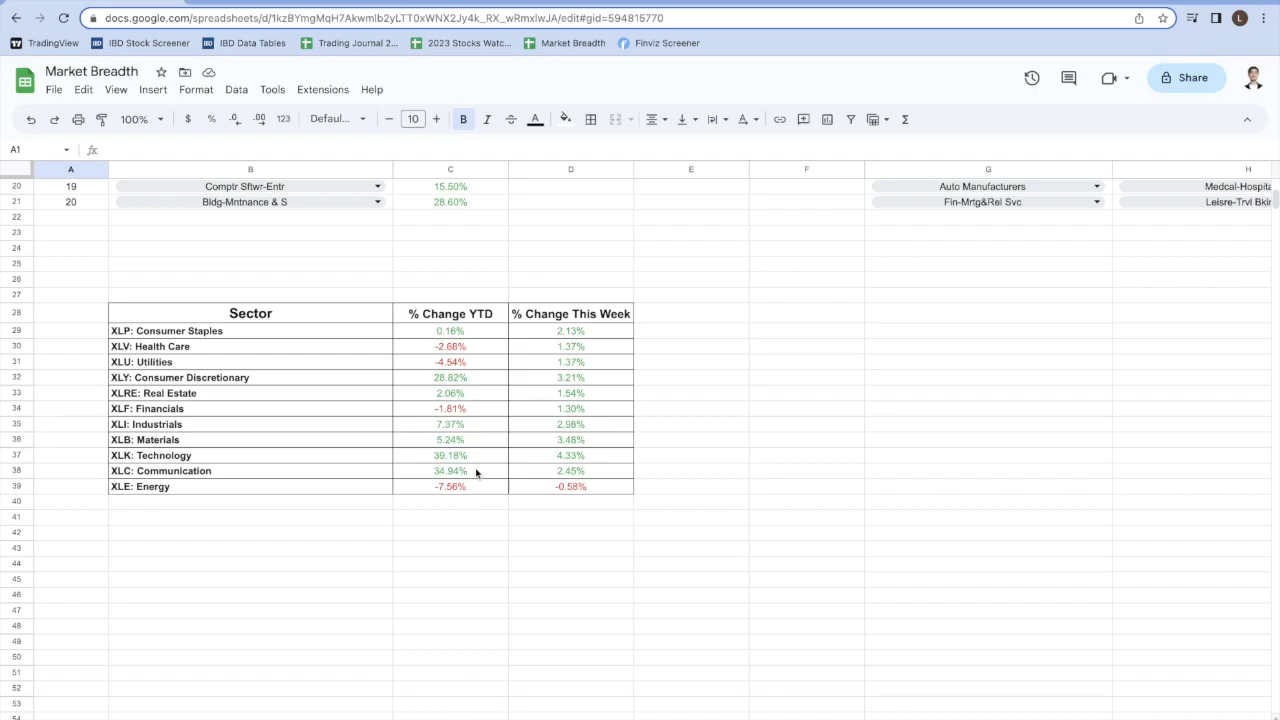 docs.google.com/spreadsheets/d/1kzBYmgMqH7Akwmlb2yLTT0xWNX2Jy4k_RX_wRmxlwJA/edit#gid=594815770
L
TradingView IBD IBD Stock Screener IBD IBD Data Tables Trading Journal 2... 2023 Stocks Watc... Market Breadth Finviz Screener
Market Breadth
File Edit View Insert Format Data Tools Extensions Help
Share
100% $ % .0 .00 123 Defaul... 10 B I A Σ
A1 fx
A B C D E F G H
20 19 Comptr Sftwr-Entr 15.50% Auto Manufacturers Medcal-Hospita
21 20 Bldg-Mntnance & S 28.60% Fin-Mrtg&Rel Svc Leisre-Trvl Bkin
22
23
24
25
26
27
28 Sector % Change YTD % Change This Week
29 XLP: Consumer Staples 0.16% 2.13%
30 XLV: Health Care -2.68% 1.37%
31 XLU: Utilities -4.54% 1.37%
32 XLY: Consumer Discretionary 28.82% 3.21%
33 XLRE: Real Estate 2.06% 1.54%
34 XLF: Financials -1.81% 1.30%
35 XLI: Industrials 7.37% 2.98%
36 XLB: Materials 5.24% 3.48%
37 XLK: Technology 39.18% 4.33%
38 XLC: Communication 34.94% 2.45%
39 XLE: Energy -7.56% -0.58%
40
41
42
43
44
45
46
47
48
49
50
51
52
53
54